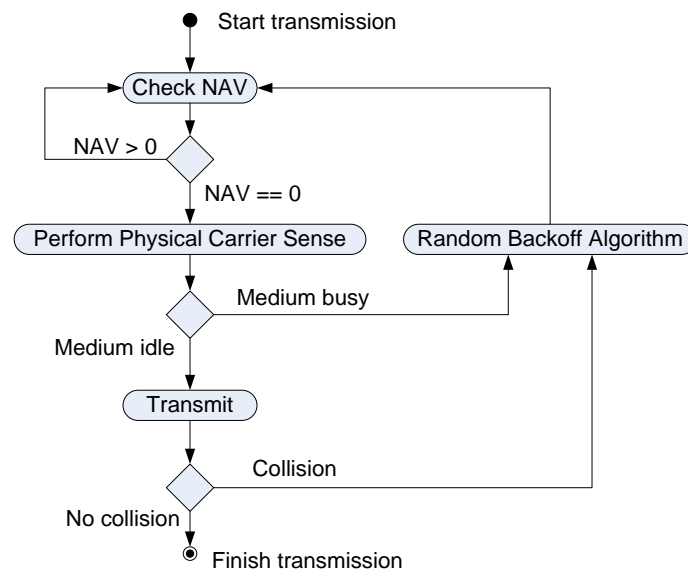 Start transmission
Check NAV
NAV > 0
NAV == 0
Perform Physical Carrier Sense
Random Backoff Algorithm
Medium busy
Medium idle
Transmit
Collision
No collision
Finish transmission